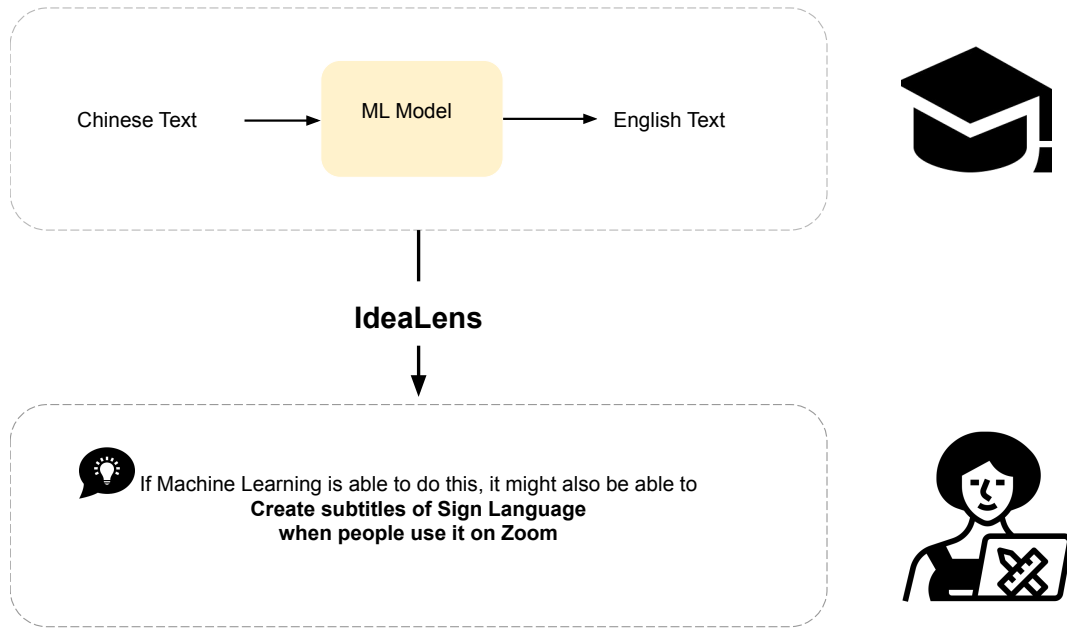 Chinese Text
ML Model
English Text
IdeaLens
If Machine Learning is able to do this, it might also be able to
Create subtitles of Sign Language
when people use it on Zoom